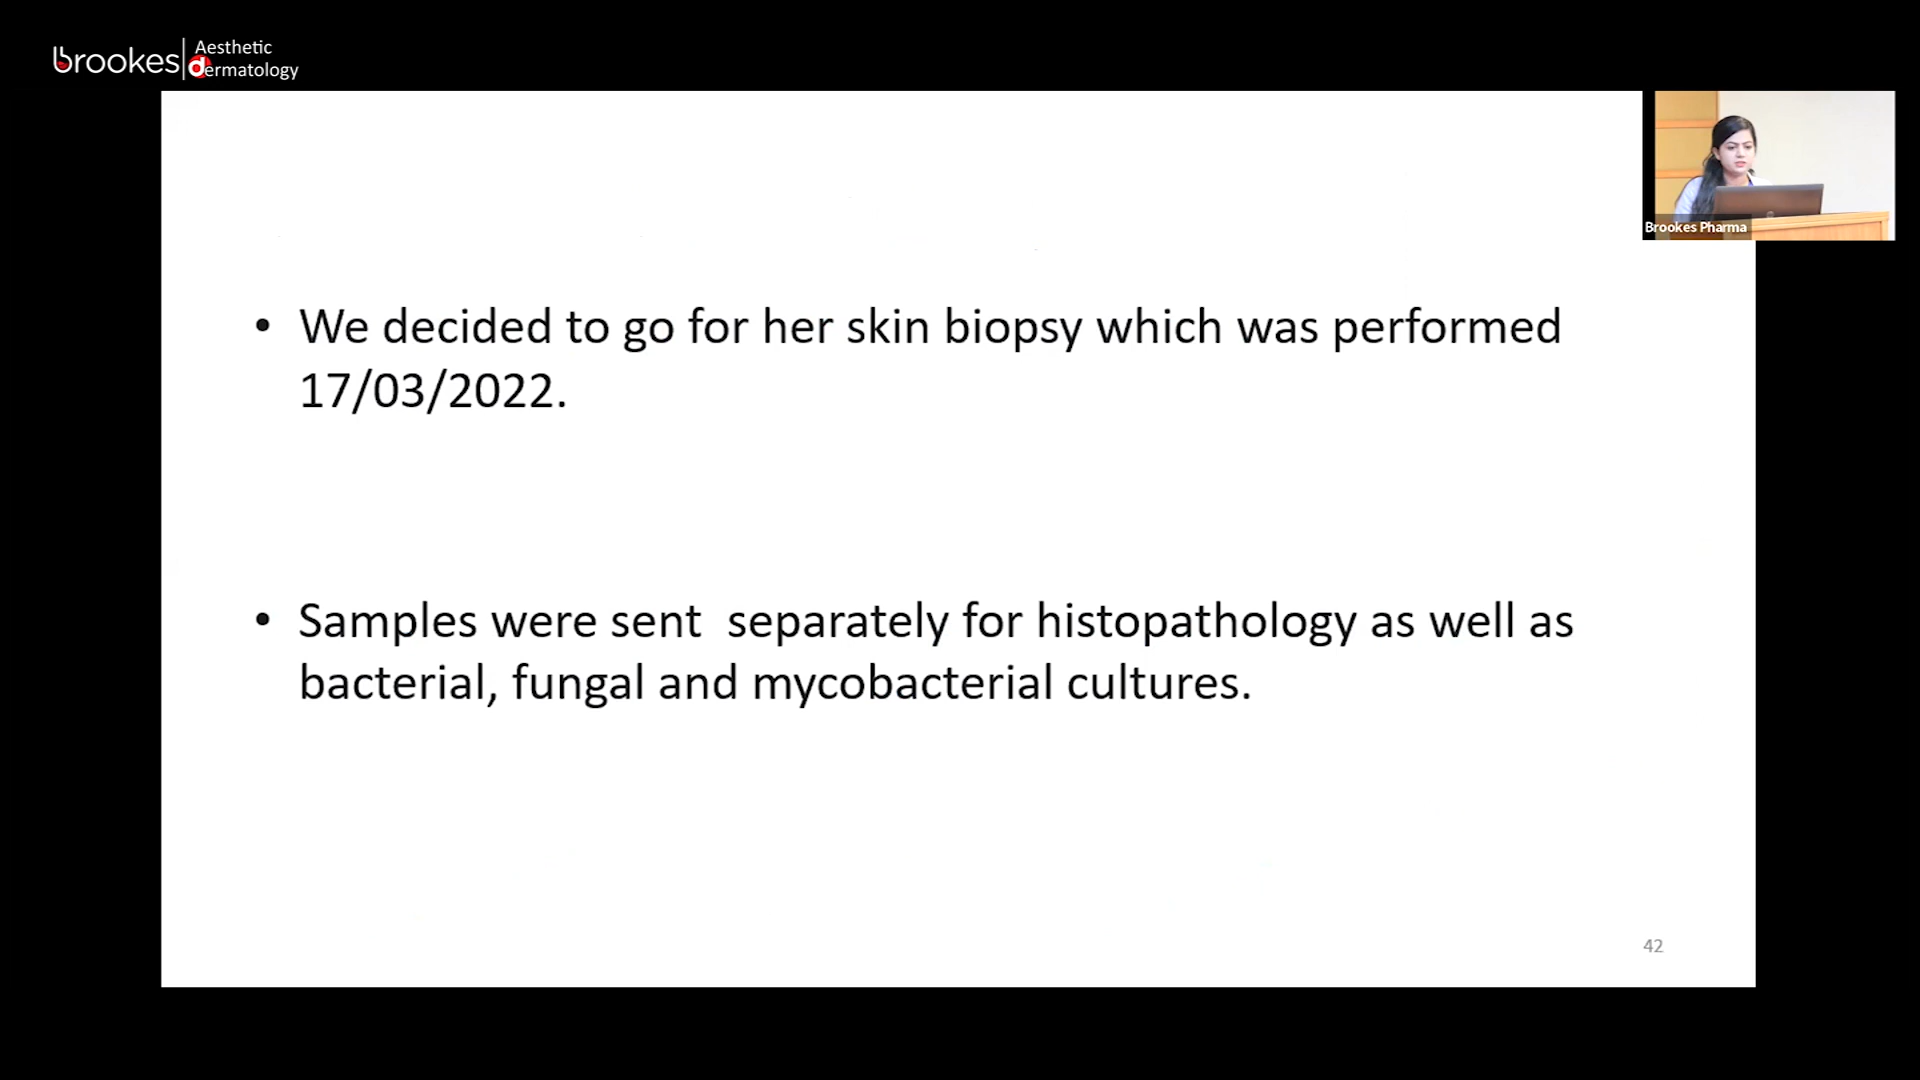 brookes
Aesthetic
dermatology
Brookes Pharma
• We decided to go for her skin biopsy which was performed
17/03/2022.
• Samples were sent  separately for histopathology as well as
bacterial, fungal and mycobacterial cultures.
42